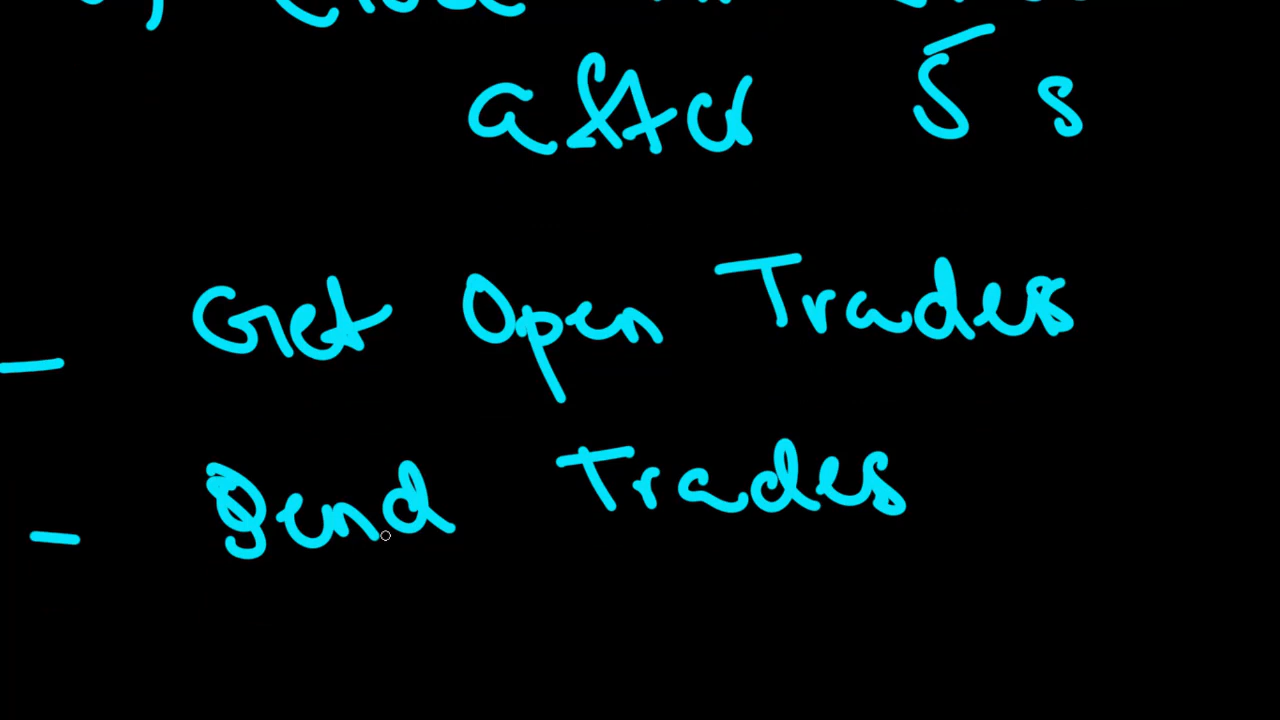 after 5 s
- Get Open Trades
- Send Trades